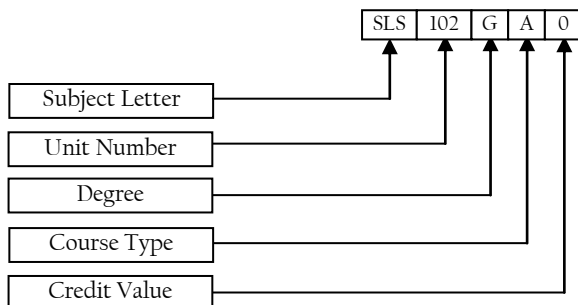 SLS 102 G A 0
Subject Letter
Unit Number
Degree
Course Type
Credit Value